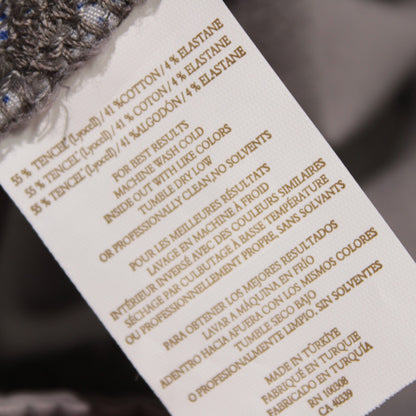 55 % TENCEL™ (Lyocell) / 41 %COTTON / 4 % ELASTANE
55 % TENCEL™ (Lyocell) / 41 % COTON / 4 % ELASTANE
55 % TENCEL™ (Lyocell) / 41 %ALGODÓN / 4 % ELASTANE
FOR BEST RESULTS
MACHINE WASH COLD
INSIDE OUT WITH LIKE COLORS
TUMBLE DRY LOW
OR PROFESSIONALLY CLEAN NO SOLVENTS
POUR LES MEILLEURES RÉSULTATS
LAVAGE EN MACHINE À FROID
INTÉRIEUR INVERSÉ AVEC DES COULEURS SIMILAIRES
SÉCHAGE PAR CULBUTAGE À BASSE TEMPÉRATURE
OU PROFESSIONNELLEMENT PROPRE, SANS SOLVANTS
PARA OBTENER LOS MEJORES RESULTADOS
LAVAR A MÁQUINA EN FRÍO
ADENTRÓ HACIA AFUERA CON LOS MISMOS COLORES
TUMBLE SECO BAJO
O PROFESIONALMENTE LIMPIO, SIN SOLVENTES
MADE IN TÜRKİYE
FABRIQUÉ EN TURQUIE
FABRICADO EN TURQUÍA
RN 100308
CA 40339